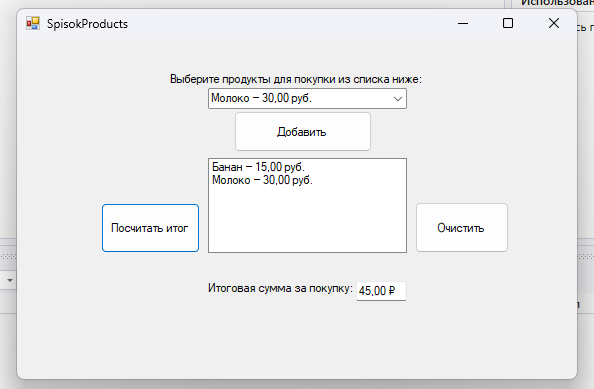 Использован
SpisokProducts
сь п
Выберите продукты для покупки из списка ниже:
Молоко – 30,00 руб.
Добавить
Банан – 15,00 руб.
Молоко – 30,00 руб.
Посчитать итог
Очистить
Итоговая сумма за покупку:
45,00 ₽